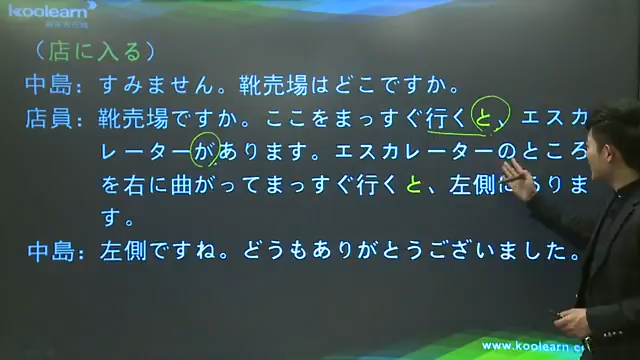 koolearn
（店に入る）
中島：すみません。靴売場はどこですか。
店員：靴売場ですか。ここをまっすぐ行くと、エスカ
レーターがあります。エスカレーターのところ
を右に曲がってまっすぐ行くと、左側にありま
す。
中島：左側ですね。どうもありがとうございました。
www.koolearn.c